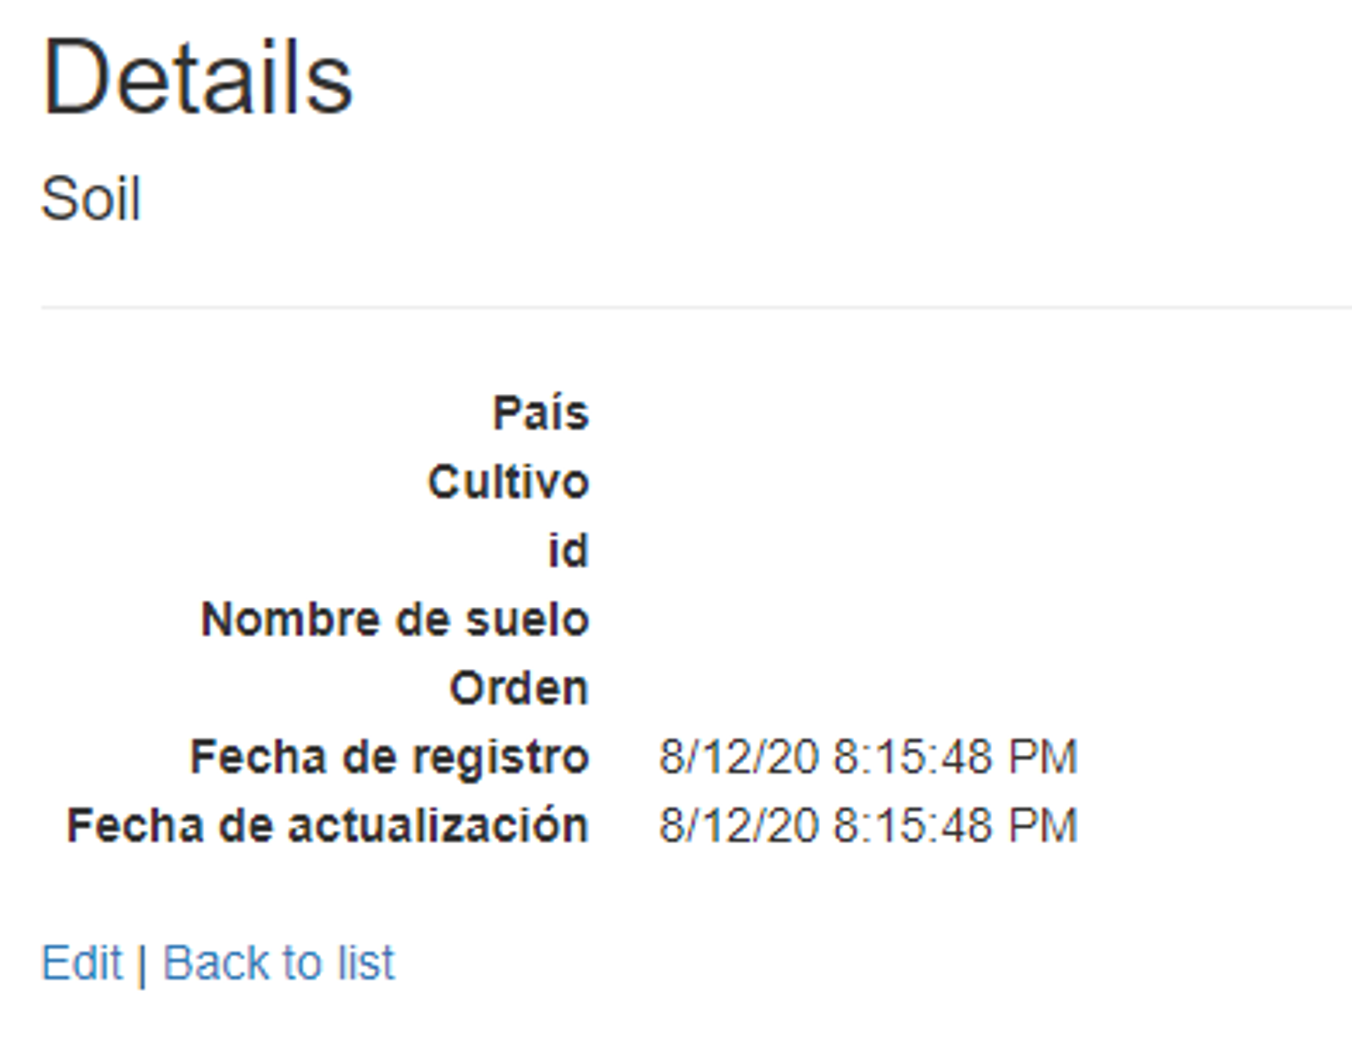 Details
Soil
País
Cultivo
id
Nombre de suelo
Orden
Fecha de registro 8/12/20 8:15:48 PM
Fecha de actualización 8/12/20 8:15:48 PM
Edit | Back to list